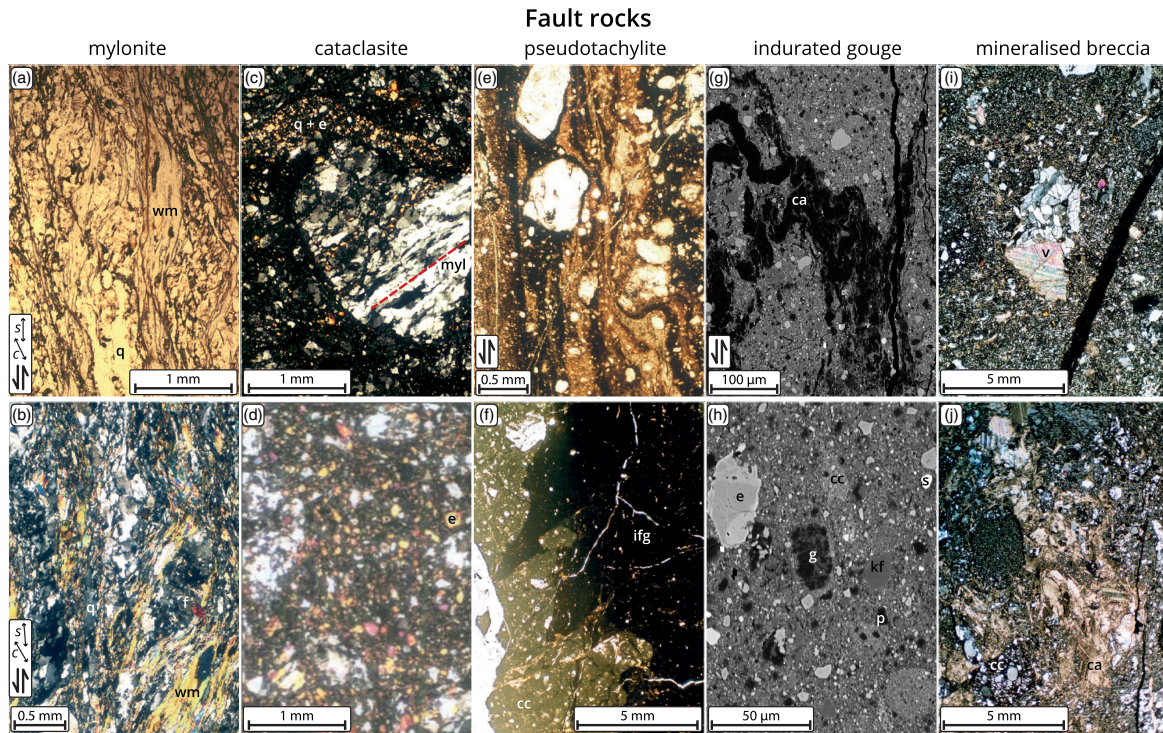 Fault rocks
mylonite
cataclasite
pseudotachylite
indurated gouge
mineralised breccia
(a)
wm
q
S
C
1 mm
(c)
q + e
myl
1 mm
(e)
0.5 mm
(g)
ca
100 µm
(i)
v
5 mm
(b)
q
f
wm
S
C
0.5 mm
(d)
e
1 mm
(f)
ifg
cc
5 mm
(h)
e
cc
s
g
kf
p
50 µm
(j)
cc
ca
5 mm